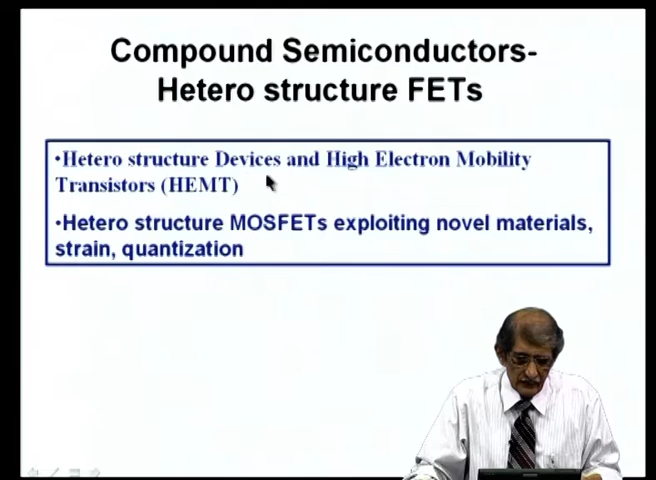 Compound Semiconductors-
Hetero structure FETs
•Hetero structure Devices and High Electron Mobility
Transistors (HEMT)
•Hetero structure MOSFETs exploiting novel materials,
strain, quantization